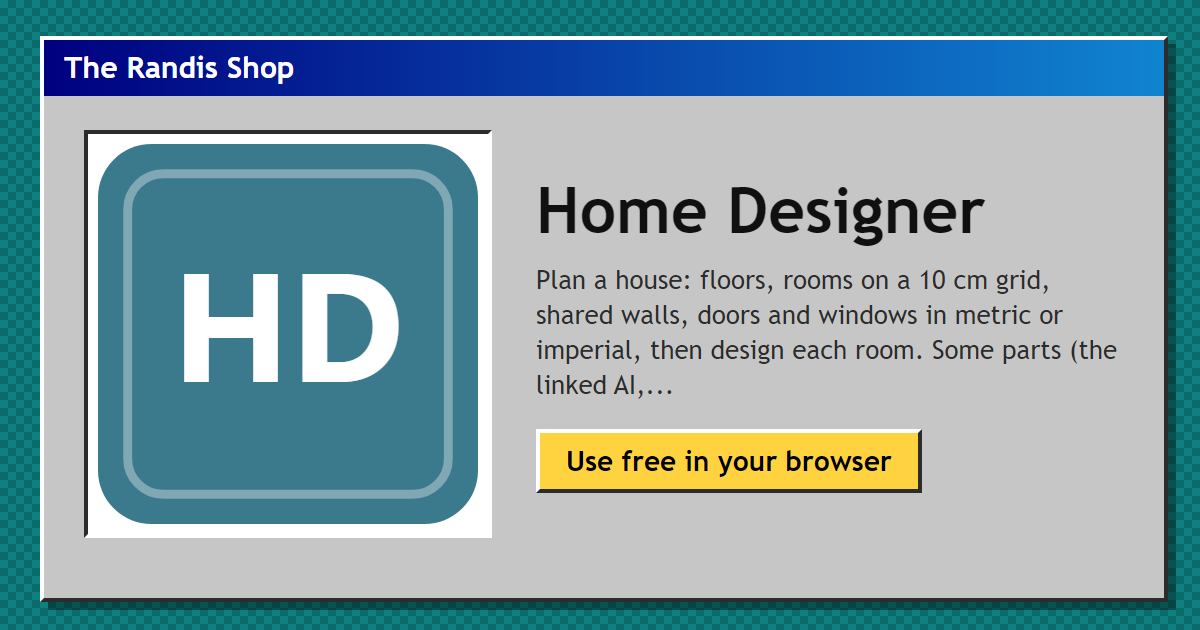 The Randis Shop
HD
Home Designer
Plan a house: floors, rooms on a 10 cm grid,
shared walls, doors and windows in metric or
imperial, then design each room. Some parts (the
linked AI,...
Use free in your browser